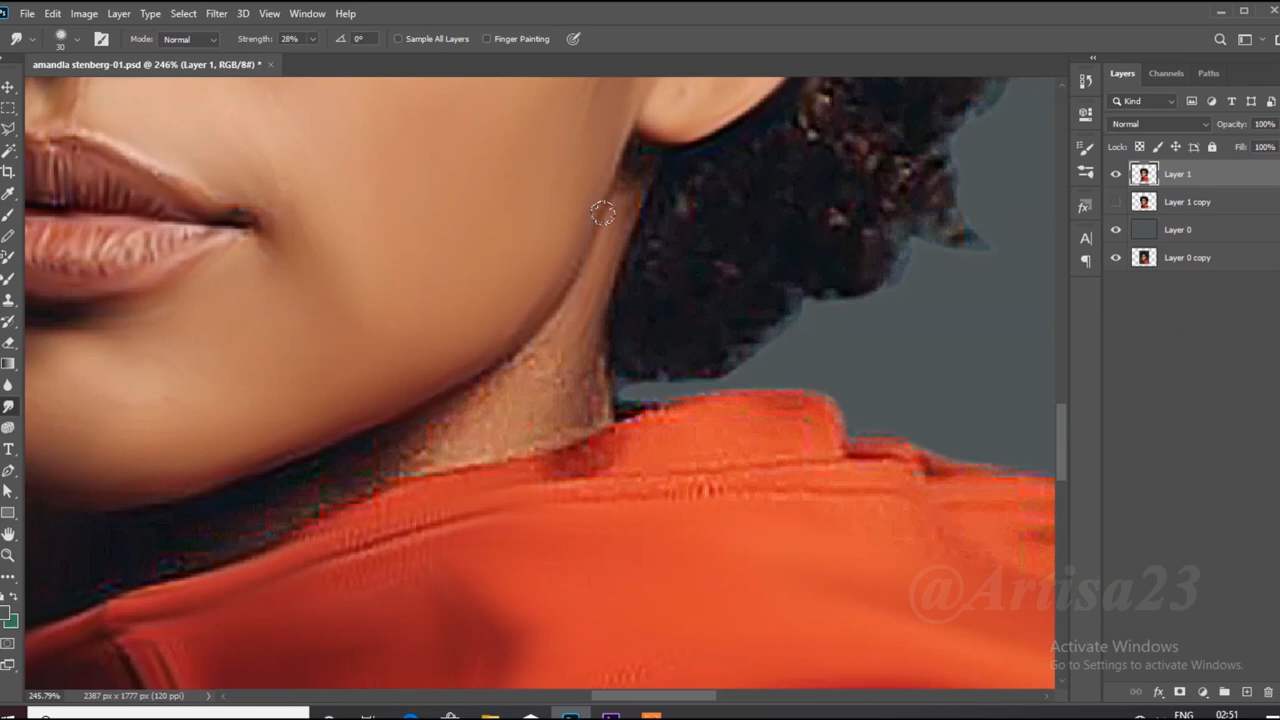 File Edit Image Layer Type Select Filter 3D View Window Help
30 Mode: Normal Strength: 28% 0° Sample All Layers Finger Painting
amandla stenberg-01.psd @ 246% (Layer 1, RGB/8#) * ×
Layers Channels Paths
Kind
Normal Opacity: 100%
Lock: Fill: 100%
Layer 1
Layer 1 copy
Layer 0
Layer 0 copy
@Artisa23
Activate Windows
Go to Settings to activate Windows.
245.79% 2387 px x 1777 px (120 ppi)
ENG 02:51